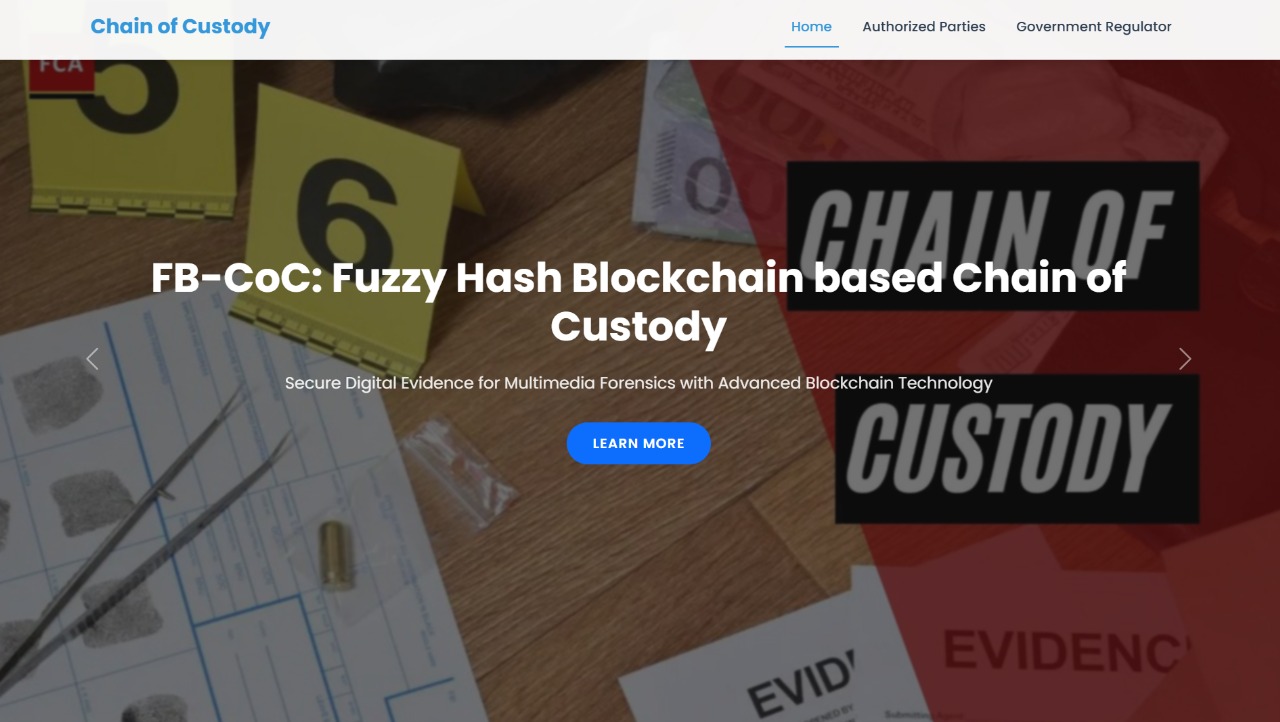 Chain of Custody
Home
Authorized Parties
Government Regulator
FCA
5
6
CHAIN OF
FB-CoC: Fuzzy Hash Blockchain based Chain of
Custody
Secure Digital Evidence for Multimedia Forensics with Advanced Blockchain Technology
CUSTODY
LEARN MORE
EVIDENC
EVID